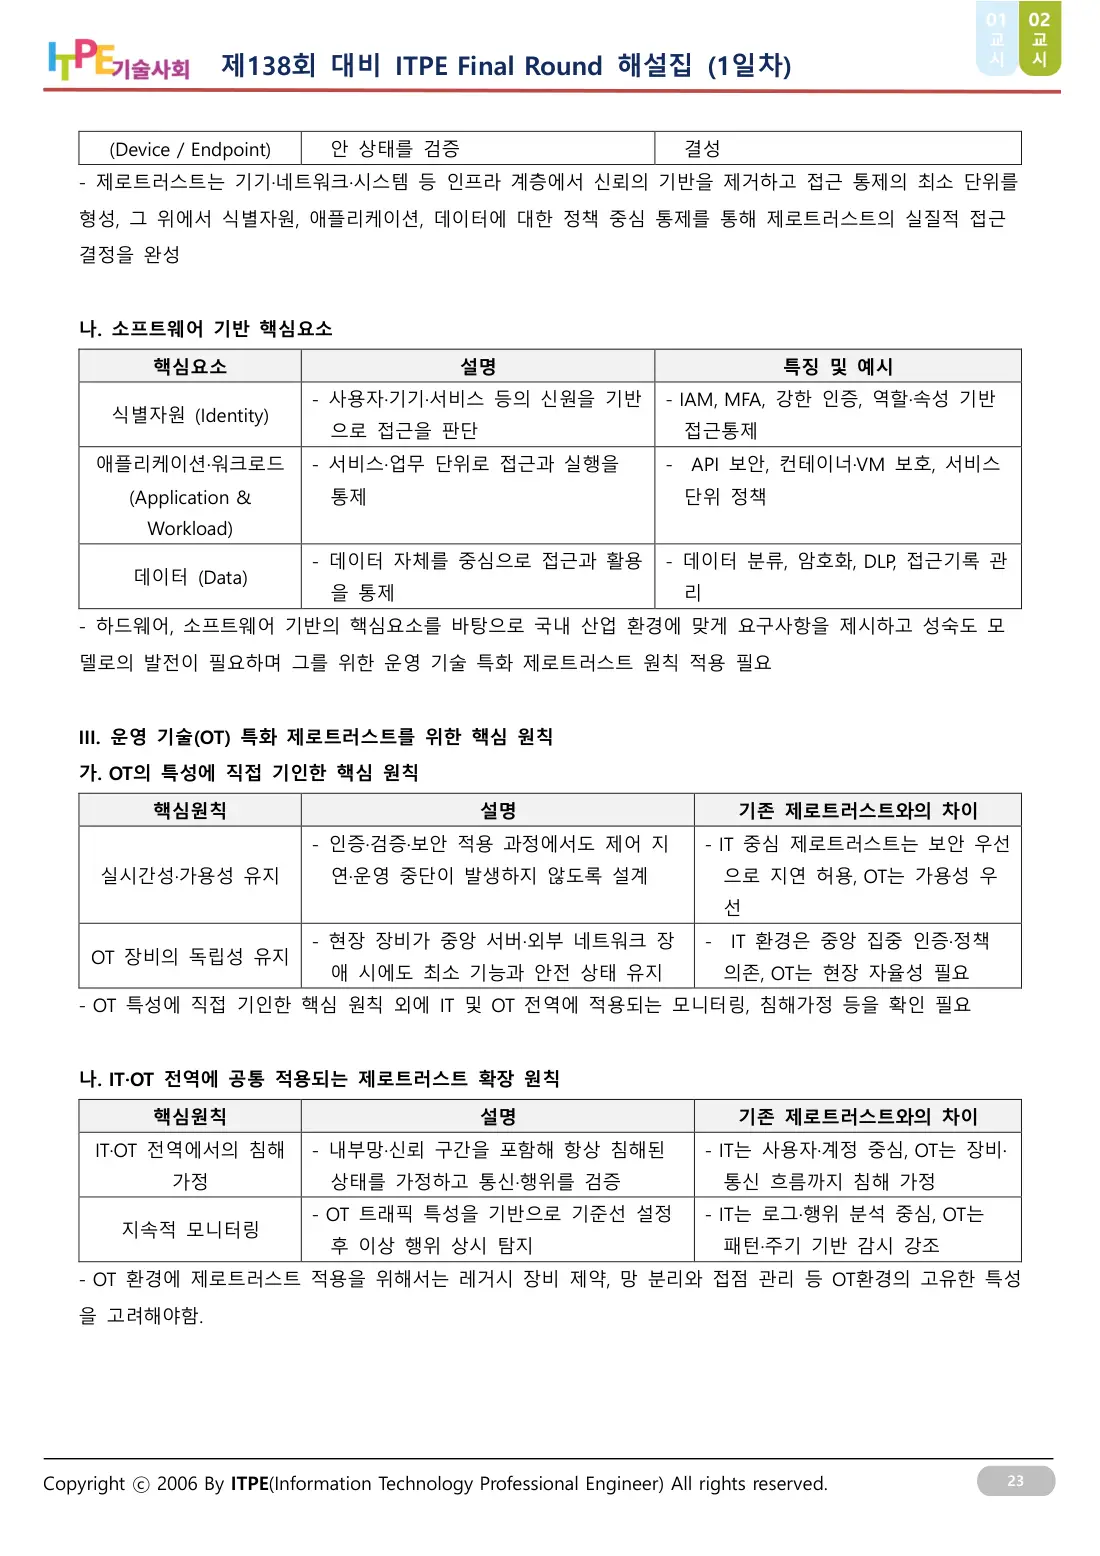 01 교시
02 교시
ITPE기술사회 제138회 대비 ITPE Final Round 해설집 (1일차)
(Device / Endpoint) 안 상태를 검증 결성
- 제로트러스트는 기기·네트워크·시스템 등 인프라 계층에서 신뢰의 기반을 제거하고 접근 통제의 최소 단위를
형성, 그 위에서 식별자원, 애플리케이션, 데이터에 대한 정책 중심 통제를 통해 제로트러스트의 실질적 접근
결정을 완성
나. 소프트웨어 기반 핵심요소
핵심요소 설명 특징 및 예시
식별자원 (Identity)
- 사용자·기기·서비스 등의 신원을 기반
으로 접근을 판단
- IAM, MFA, 강한 인증, 역할·속성 기반
접근통제
애플리케이션·워크로드
(Application &
Workload)
- 서비스·업무 단위로 접근과 실행을
통제
- API 보안, 컨테이너·VM 보호, 서비스
단위 정책
데이터 (Data)
- 데이터 자체를 중심으로 접근과 활용
을 통제
- 데이터 분류, 암호화, DLP, 접근기록 관
리
- 하드웨어, 소프트웨어 기반의 핵심요소를 바탕으로 국내 산업 환경에 맞게 요구사항을 제시하고 성숙도 모
델로의 발전이 필요하며 그를 위한 운영 기술 특화 제로트러스트 원칙 적용 필요
III. 운영 기술(OT) 특화 제로트러스트를 위한 핵심 원칙
가. OT의 특성에 직접 기인한 핵심 원칙
핵심원칙 설명 기존 제로트러스트와의 차이
실시간성·가용성 유지
- 인증·검증·보안 적용 과정에서도 제어 지
연·운영 중단이 발생하지 않도록 설계
- IT 중심 제로트러스트는 보안 우선
으로 지연 허용, OT는 가용성 우
선
OT 장비의 독립성 유지
- 현장 장비가 중앙 서버·외부 네트워크 장
애 시에도 최소 기능과 안전 상태 유지
- IT 환경은 중앙 집중 인증·정책
의존, OT는 현장 자율성 필요
- OT 특성에 직접 기인한 핵심 원칙 외에 IT 및 OT 전역에 적용되는 모니터링, 침해가정 등을 확인 필요
나. IT·OT 전역에 공통 적용되는 제로트러스트 확장 원칙
핵심원칙 설명 기존 제로트러스트와의 차이
IT·OT 전역에서의 침해
가정
- 내부망·신뢰 구간을 포함해 항상 침해된
상태를 가정하고 통신·행위를 검증
- IT는 사용자·계정 중심, OT는 장비·
통신 흐름까지 침해 가정
지속적 모니터링
- OT 트래픽 특성을 기반으로 기준선 설정
후 이상 행위 상시 탐지
- IT는 로그·행위 분석 중심, OT는
패턴·주기 기반 감시 강조
- OT 환경에 제로트러스트 적용을 위해서는 레거시 장비 제약, 망 분리와 접점 관리 등 OT환경의 고유한 특성
을 고려해야함.
Copyright ⓒ 2006 By ITPE(Information Technology Professional Engineer) All rights reserved.
23